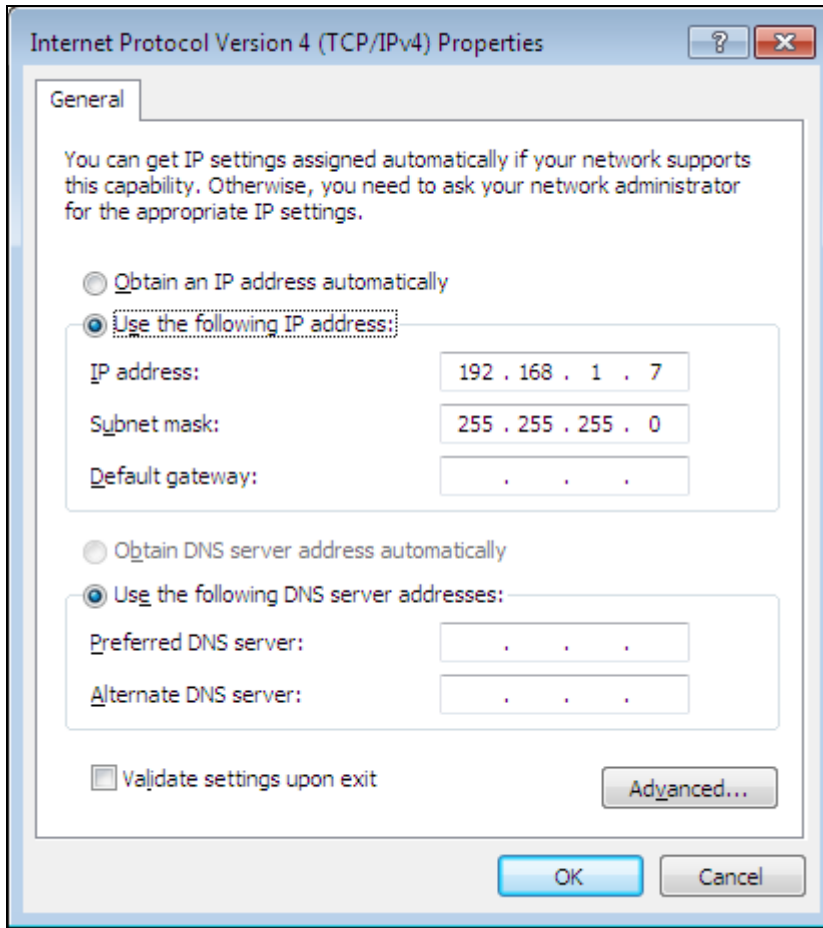 Internet Protocol Version 4 (TCP/IPv4) Properties
General
You can get IP settings assigned automatically if your network supports
this capability. Otherwise, you need to ask your network administrator
for the appropriate IP settings.
Obtain an IP address automatically
Use the following IP address:
IP address: 192 . 168 . 1 . 7
Subnet mask: 255 . 255 . 255 . 0
Default gateway: . . .
Obtain DNS server address automatically
Use the following DNS server addresses:
Preferred DNS server: . . .
Alternate DNS server: . . .
Validate settings upon exit
Advanced...
OK Cancel